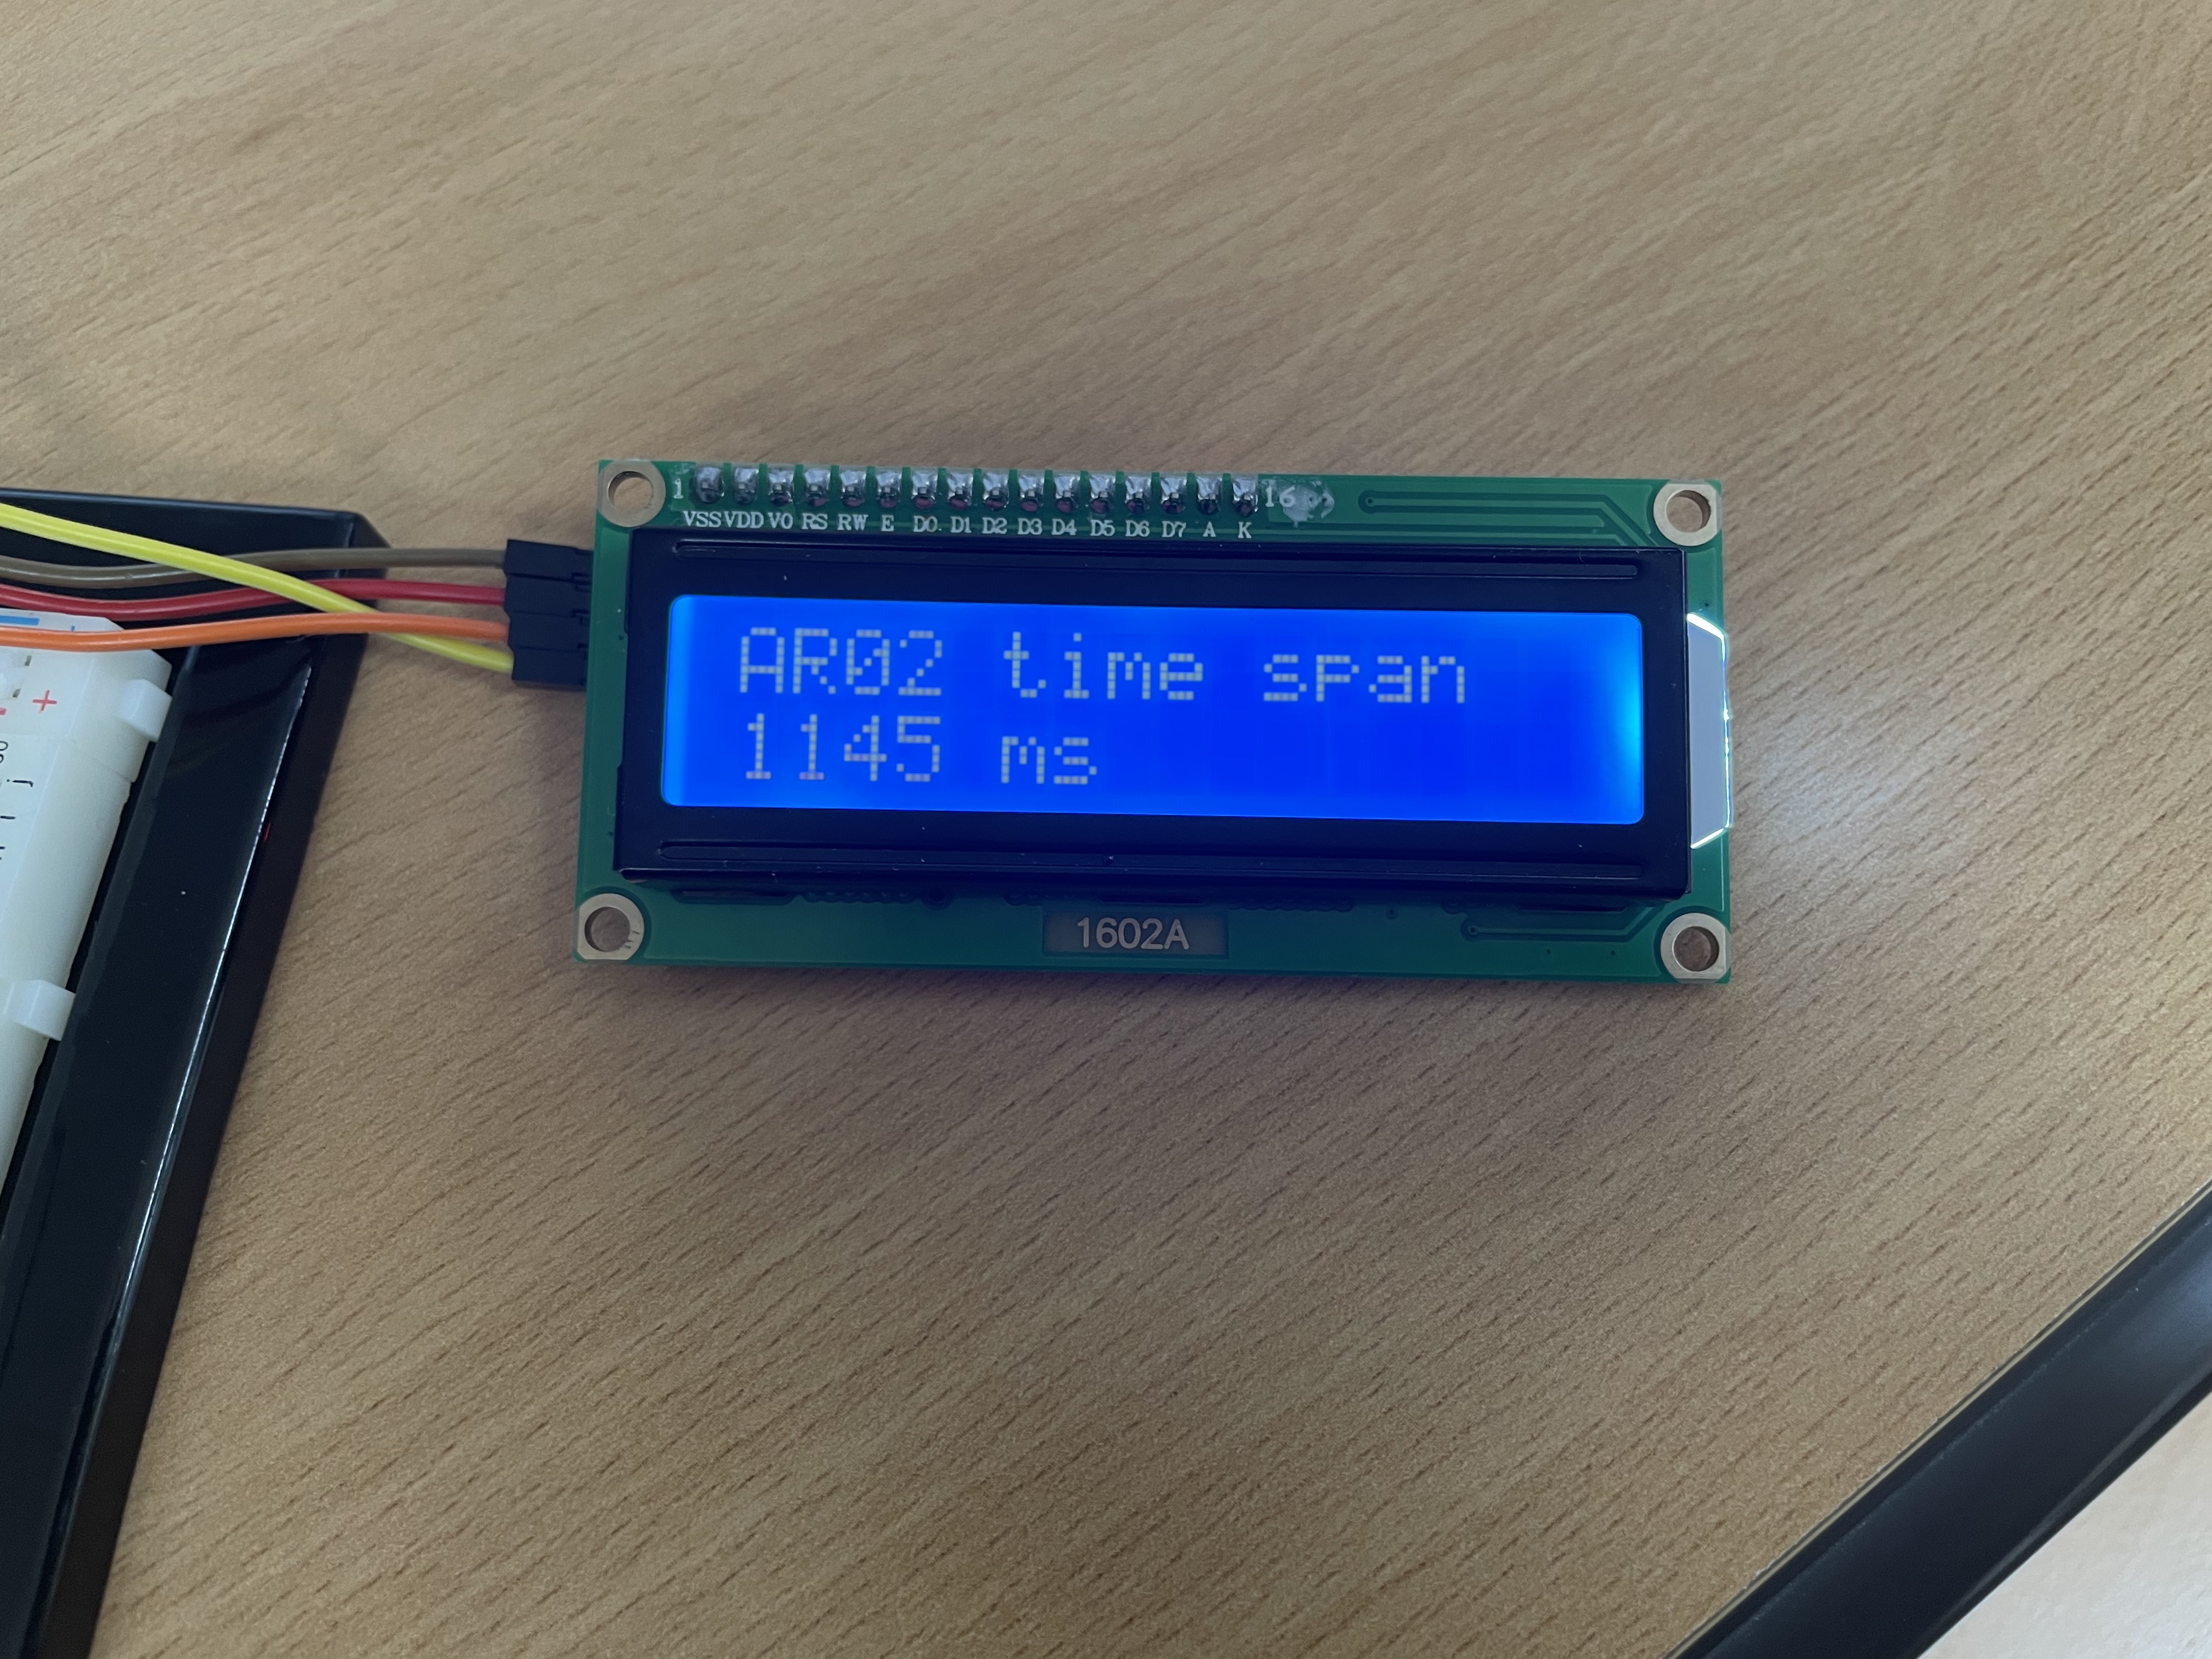 AR02 time span
1145 ms
1
VSS VDD V0 RS RW E D0 D1 D2 D3 D4 D5 D6 D7 A K
16
1602A
j
+